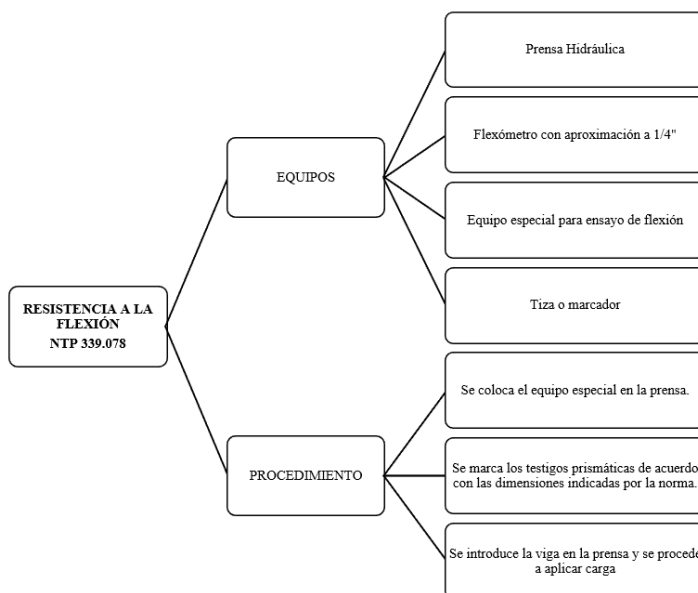 RESISTENCIA A LA
FLEXIÓN
NTP 339.078
EQUIPOS
Prensa Hidráulica
Flexómetro con aproximación a 1/4"
Equipo especial para ensayo de flexión
Tiza o marcador
PROCEDIMIENTO
Se coloca el equipo especial en la prensa.
Se marca los testigos prismáticas de acuerdo
con las dimensiones indicadas por la norma.
Se introduce la viga en la prensa y se procede
a aplicar carga